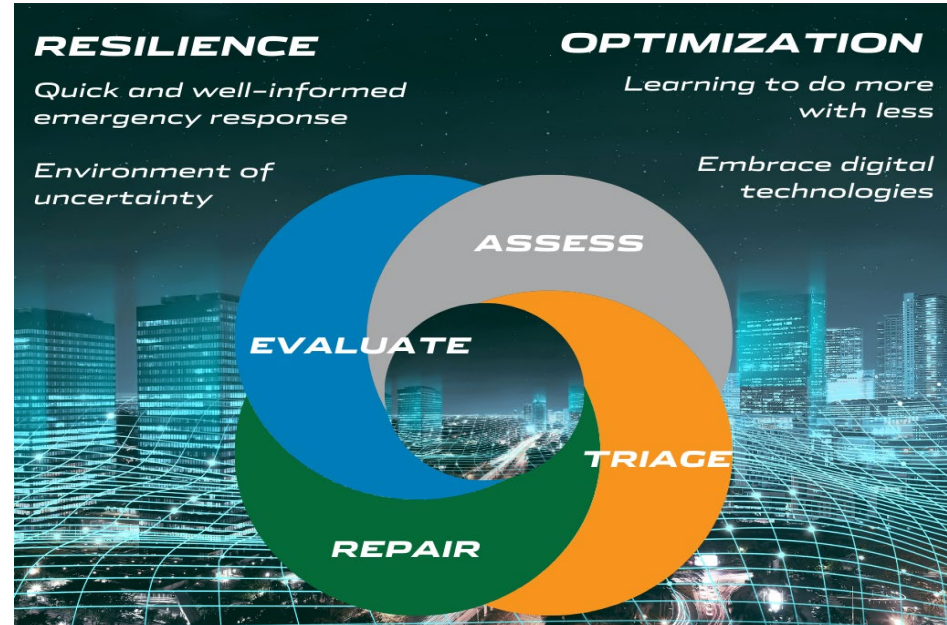 RESILIENCE
Quick and well-informed
emergency response
Environment of
uncertainty
OPTIMIZATION
Learning to do more
with less
Embrace digital
technologies
ASSESS
EVALUATE
TRIAGE
REPAIR